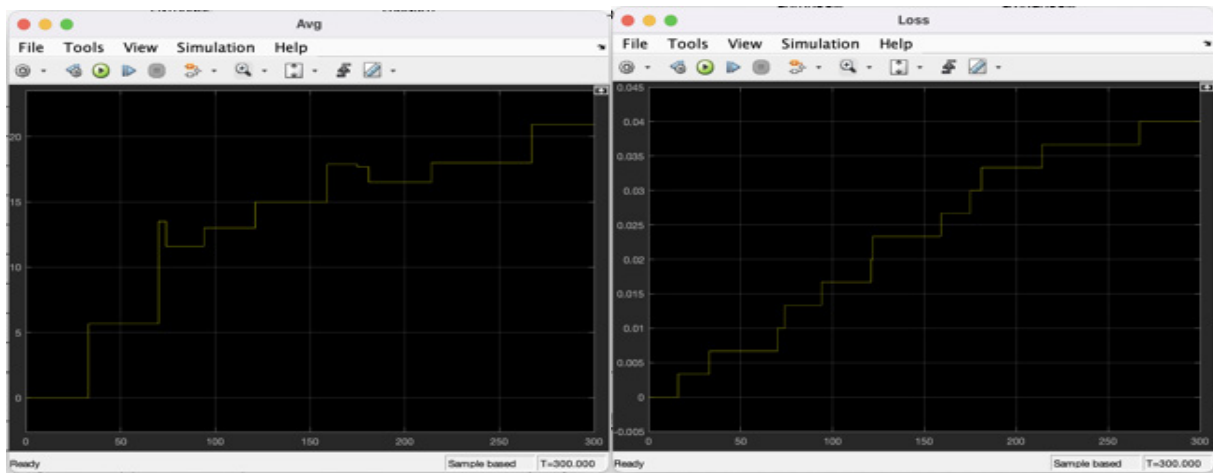 Avg
File Tools View Simulation Help
20
15
10
5
0
0 50 100 150 200 250 300
Ready Sample based T=300.000
Loss
File Tools View Simulation Help
0.045
0.04
0.035
0.03
0.025
0.02
0.015
0.01
0.005
0
-0.005
0 50 100 150 200 250 300
Ready Sample based T=300.000